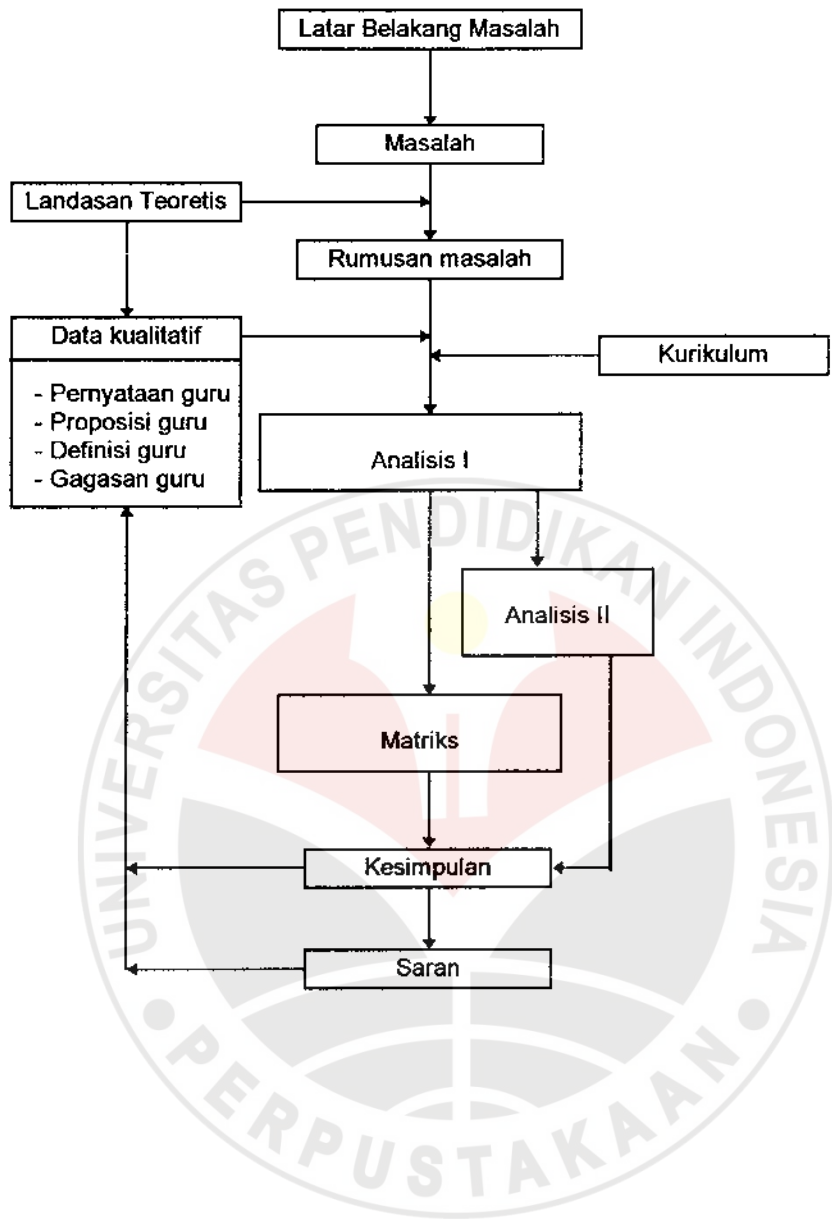 Latar Belakang Masalah
Masalah
Landasan Teoretis
Rumusan masalah
Data kualitatif
Kurikulum
- Pernyataan guru
- Proposisi guru
- Definisi guru
- Gagasan guru
Analisis I
Analisis II
Matriks
Kesimpulan
Saran
UNIVERSITAS PENDIDIKAN INDONESIA
PERPUSTAKAAN